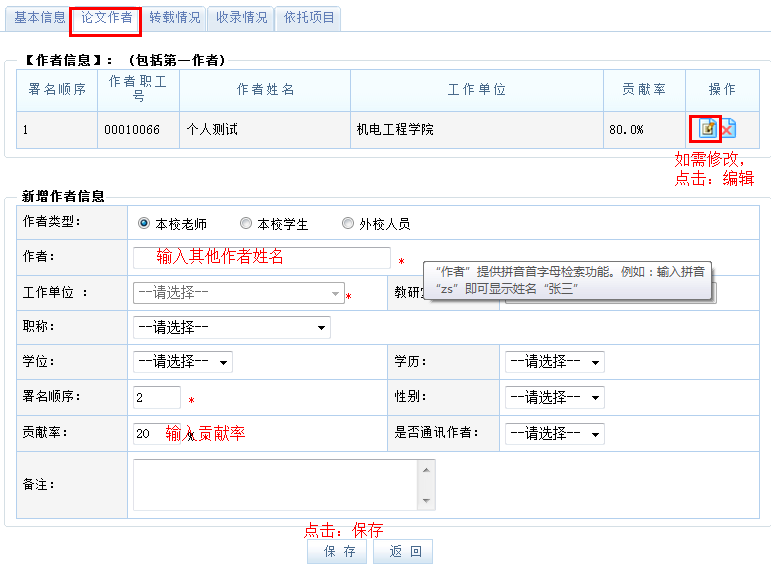 基本信息 论文作者 转载情况 收录情况 依托项目
【作者信息】：（包括第一作者）
署名顺序 作者职工号 作者姓名 工作单位 贡献率 操作
1 00010066 个人测试 机电工程学院 80.0%
如需修改，
点击：编辑
新增作者信息
作者类型： 本校老师 本校学生 外校人员
作者： 输入其他作者姓名 *
“作者”提供拼音首字母检索功能。例如：输入拼音
“zs”即可显示姓名“张三”
工作单位 ： --请选择-- * 教研
职称： --请选择--
学位： --请选择-- 学历： --请选择--
署名顺序： 2 * 性别： --请选择--
贡献率： 20 % 输入贡献率 是否通讯作者： --请选择--
备注：
点击：保存
保 存 返 回